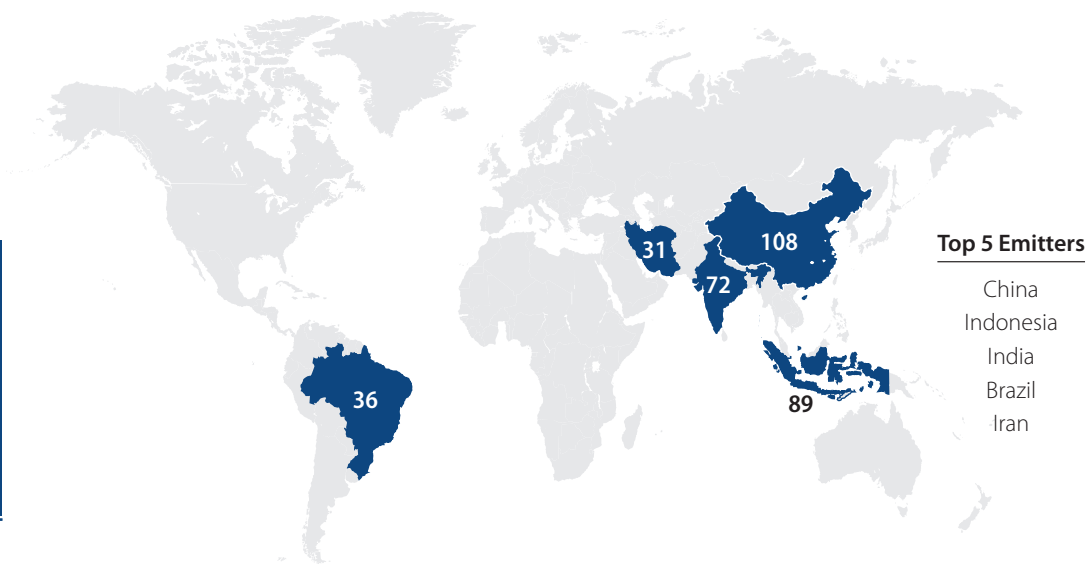 31
108
72
36
89
Top 5 Emitters
China
Indonesia
India
Brazil
Iran